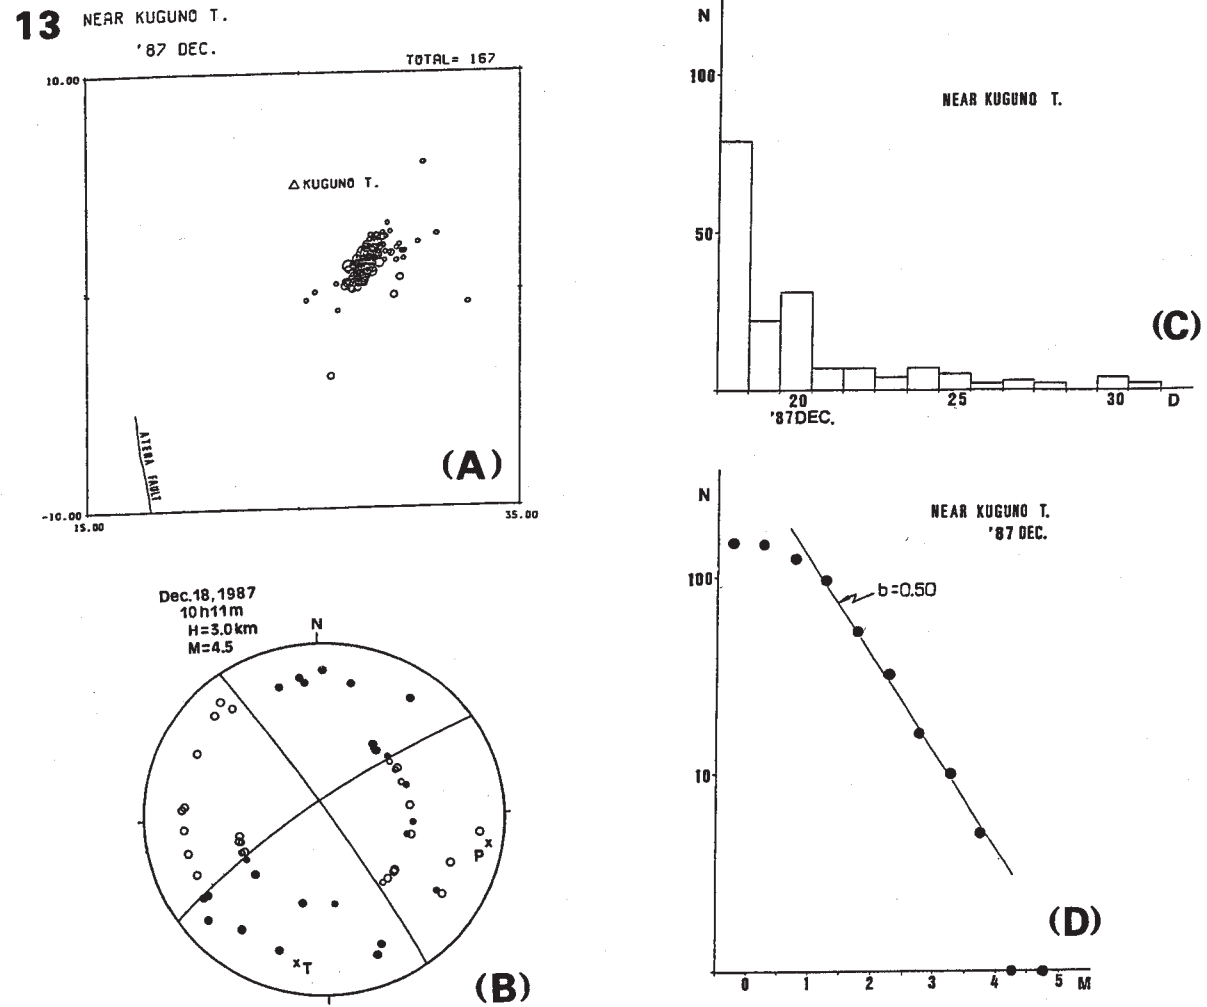 13 NEAR KUGUNO T.
'87 DEC.
TOTAL= 167
10.00
△KUGUNO T.
ATERA FAULT
(A)
-10.00
15.00
35.00
Dec.18,1987
10h11m
H=3.0km
M=4.5
N
P
T
(B)
N
100
NEAR KUGUNO T.
50
(C)
20
25
30
D
'87DEC.
N
NEAR KUGUNO T.
'87 DEC.
100
b=0.50
10
(D)
0
1
2
3
4
5
M